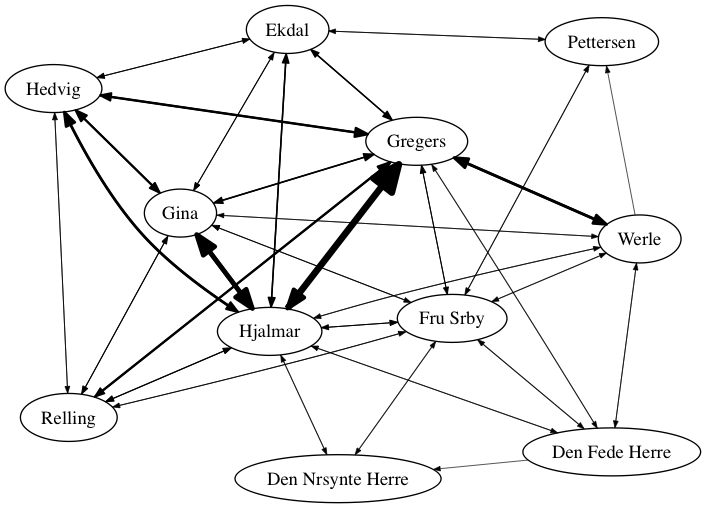 Ekdal
Pettersen
Hedvig
Gregers
Gina
Werle
Fru Srby
Hjalmar
Relling
Den Fede Herre
Den Nrsynte Herre